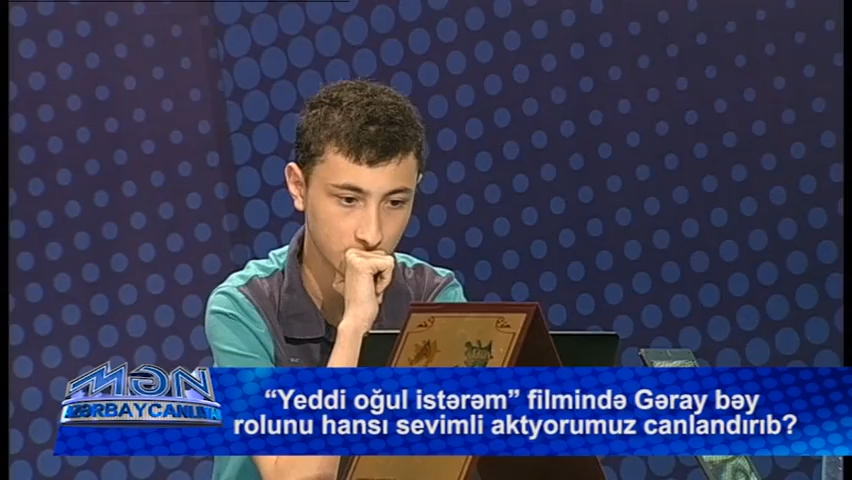 MƏN
AZƏRBAYCANLIYAM
“Yeddi oğul istərəm” filmində Gəray bəy
rolunu hansı sevimli aktyorumuz canlandırıb?